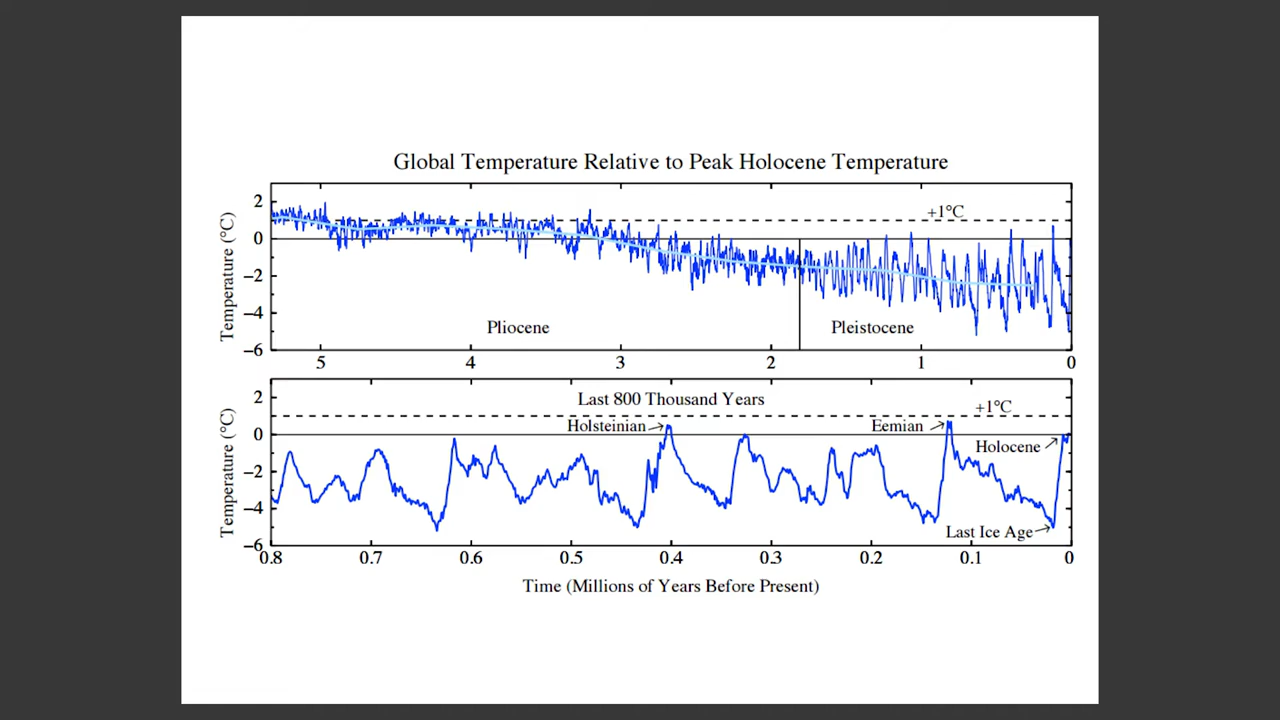 Global Temperature Relative to Peak Holocene Temperature
Temperature (°C)
2
0
−2
−4
−6
+1°C
Pliocene
Pleistocene
5 4 3 2 1 0
Temperature (°C)
2
0
−2
−4
−6
Last 800 Thousand Years
+1°C
Holsteinian
Eemian
Holocene
Last Ice Age
0.8 0.7 0.6 0.5 0.4 0.3 0.2 0.1 0
Time (Millions of Years Before Present)